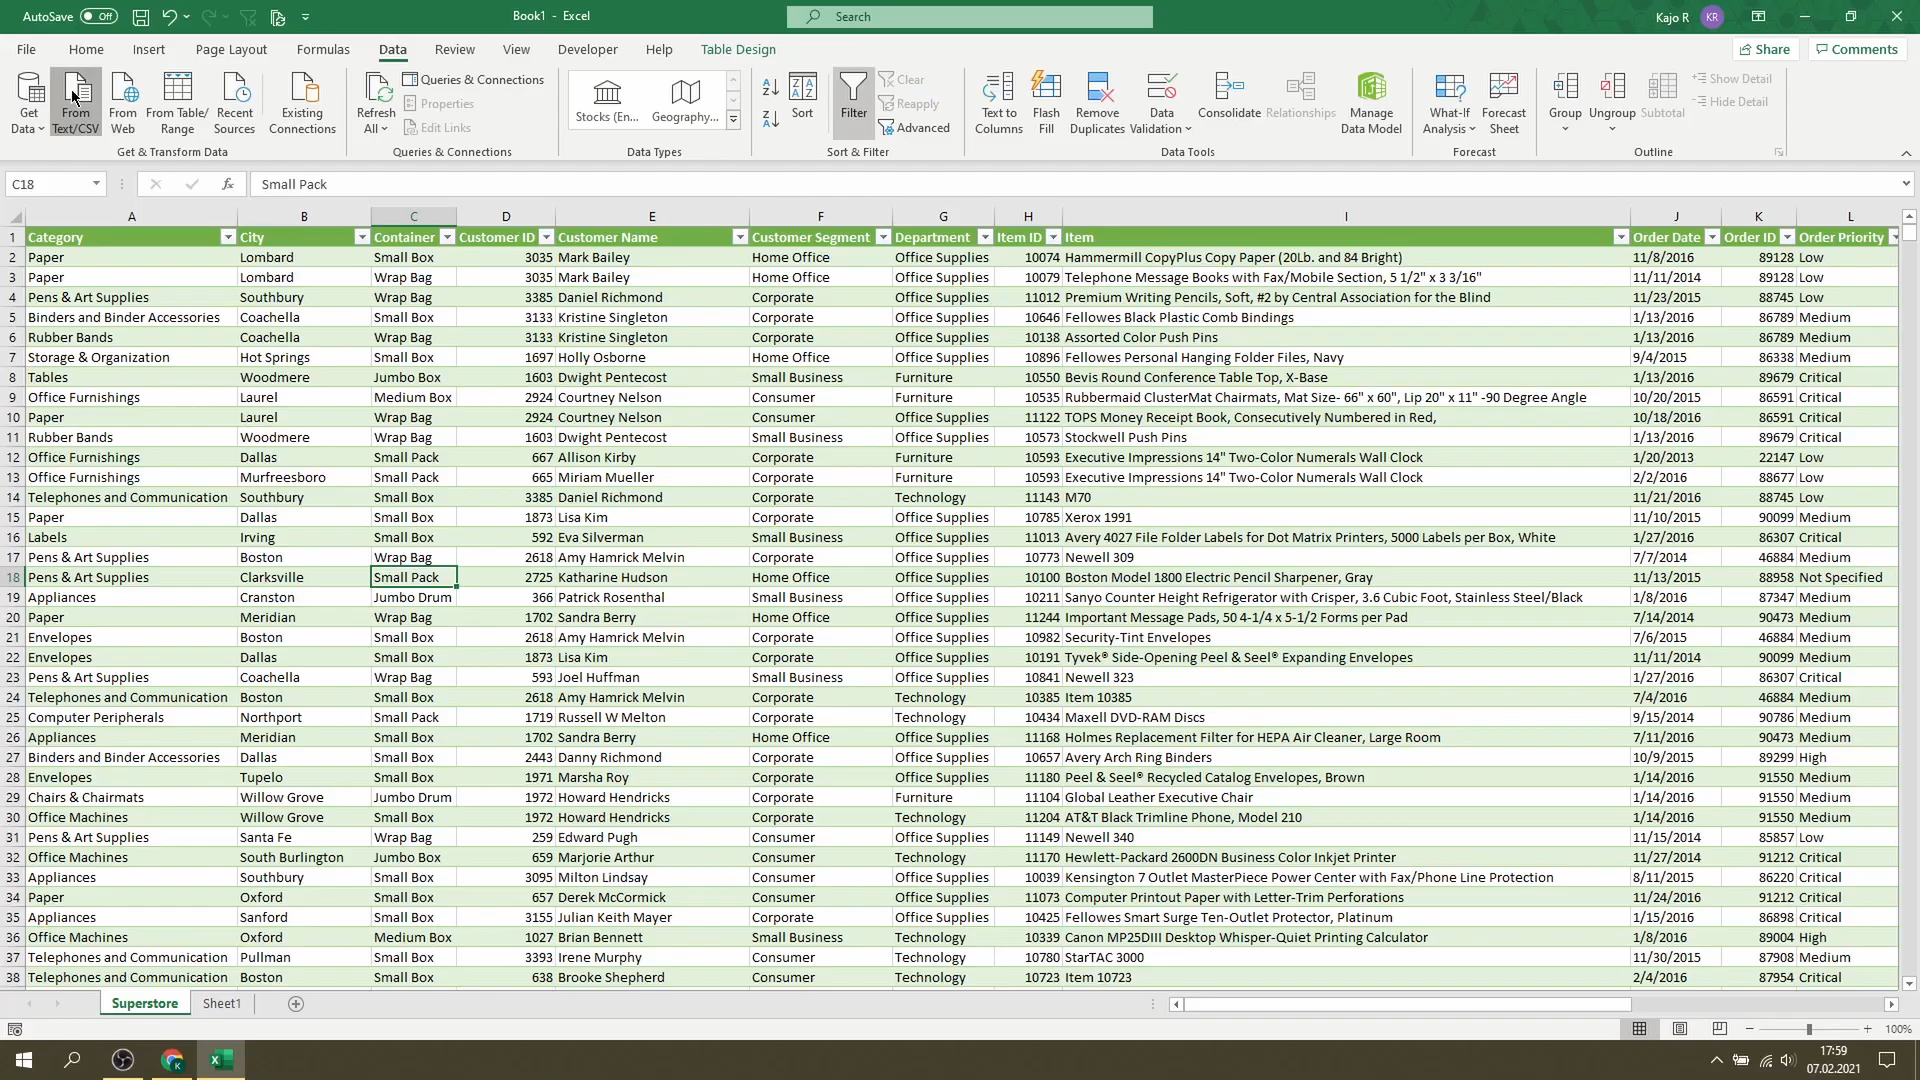 AutoSave Off Book1 - Excel Search Kajo R KR
File Home Insert Page Layout Formulas Data Review View Developer Help Table Design Share Comments
Get Data From Text/CSV From Web From Table/ Range Recent Sources Existing Connections Refresh All Queries & Connections Properties Edit Links Stocks (En... Geography... Sort Filter Clear Reapply Advanced Text to Columns Flash Fill Remove Duplicates Data Validation Consolidate Relationships Manage Data Model What-If Analysis Forecast Sheet Group Ungroup Subtotal Show Detail Hide Detail
Get & Transform Data Queries & Connections Data Types Sort & Filter Data Tools Forecast Outline
C18 fx Small Pack
A B C D E F G H I J K L
1 Category City Container Customer ID Customer Name Customer Segment Department Item ID Item Order Date Order ID Order Priority
2 Paper Lombard Small Box 3035 Mark Bailey Home Office Office Supplies 10074 Hammermill CopyPlus Copy Paper (20Lb. and 84 Bright) 11/8/2016 89128 Low
3 Paper Lombard Wrap Bag 3035 Mark Bailey Home Office Office Supplies 10079 Telephone Message Books with Fax/Mobile Section, 5 1/2" x 3 3/16" 11/11/2014 89128 Low
4 Pens & Art Supplies Southbury Wrap Bag 3385 Daniel Richmond Corporate Office Supplies 11012 Premium Writing Pencils, Soft, #2 by Central Association for the Blind 11/23/2015 88745 Low
5 Binders and Binder Accessories Coachella Small Box 3133 Kristine Singleton Corporate Office Supplies 10646 Fellowes Black Plastic Comb Bindings 1/13/2016 86789 Medium
6 Rubber Bands Coachella Wrap Bag 3133 Kristine Singleton Corporate Office Supplies 10138 Assorted Color Push Pins 1/13/2016 86789 Medium
7 Storage & Organization Hot Springs Small Box 1697 Holly Osborne Home Office Office Supplies 10896 Fellowes Personal Hanging Folder Files, Navy 9/4/2015 86338 Medium
8 Tables Woodmere Jumbo Box 1603 Dwight Pentecost Small Business Furniture 10550 Bevis Round Conference Table Top, X-Base 1/13/2016 89679 Critical
9 Office Furnishings Laurel Medium Box 2924 Courtney Nelson Consumer Furniture 10535 Rubbermaid ClusterMat Chairmats, Mat Size- 66" x 60", Lip 20" x 11" -90 Degree Angle 10/20/2015 86591 Critical
10 Paper Laurel Wrap Bag 2924 Courtney Nelson Consumer Office Supplies 11122 TOPS Money Receipt Book, Consecutively Numbered in Red, 10/18/2016 86591 Critical
11 Rubber Bands Woodmere Wrap Bag 1603 Dwight Pentecost Small Business Office Supplies 10573 Stockwell Push Pins 1/13/2016 89679 Critical
12 Office Furnishings Dallas Small Pack 667 Allison Kirby Corporate Furniture 10593 Executive Impressions 14" Two-Color Numerals Wall Clock 1/20/2013 22147 Low
13 Office Furnishings Murfreesboro Small Pack 665 Miriam Mueller Corporate Furniture 10593 Executive Impressions 14" Two-Color Numerals Wall Clock 2/2/2016 88677 Low
14 Telephones and Communication Southbury Small Box 3385 Daniel Richmond Corporate Technology 11143 M70 11/21/2016 88745 Low
15 Paper Dallas Small Box 1873 Lisa Kim Corporate Office Supplies 10785 Xerox 1991 11/10/2015 90099 Medium
16 Labels Irving Small Box 592 Eva Silverman Small Business Office Supplies 11013 Avery 4027 File Folder Labels for Dot Matrix Printers, 5000 Labels per Box, White 1/27/2016 86307 Critical
17 Pens & Art Supplies Boston Wrap Bag 2618 Amy Hamrick Melvin Corporate Office Supplies 10773 Newell 309 7/7/2014 46884 Medium
18 Pens & Art Supplies Clarksville Small Pack 2725 Katharine Hudson Home Office Office Supplies 10100 Boston Model 1800 Electric Pencil Sharpener, Gray 11/13/2015 88958 Not Specified
19 Appliances Cranston Jumbo Drum 366 Patrick Rosenthal Small Business Office Supplies 10211 Sanyo Counter Height Refrigerator with Crisper, 3.6 Cubic Foot, Stainless Steel/Black 1/8/2016 87347 Medium
20 Paper Meridian Wrap Bag 1702 Sandra Berry Home Office Office Supplies 11244 Important Message Pads, 50 4-1/4 x 5-1/2 Forms per Pad 7/14/2014 90473 Medium
21 Envelopes Boston Small Box 2618 Amy Hamrick Melvin Corporate Office Supplies 10982 Security-Tint Envelopes 7/6/2015 46884 Medium
22 Envelopes Dallas Small Box 1873 Lisa Kim Corporate Office Supplies 10191 Tyvek® Side-Opening Peel & Seel® Expanding Envelopes 11/11/2014 90099 Medium
23 Pens & Art Supplies Coachella Wrap Bag 593 Joel Huffman Small Business Office Supplies 10841 Newell 323 1/27/2016 86307 Critical
24 Telephones and Communication Boston Small Box 2618 Amy Hamrick Melvin Corporate Technology 10385 Item 10385 7/4/2016 46884 Medium
25 Computer Peripherals Northport Small Pack 1719 Russell W Melton Corporate Technology 10434 Maxell DVD-RAM Discs 9/15/2014 90786 Medium
26 Appliances Meridian Small Box 1702 Sandra Berry Home Office Office Supplies 11168 Holmes Replacement Filter for HEPA Air Cleaner, Large Room 7/11/2016 90473 Medium
27 Binders and Binder Accessories Dallas Small Box 2443 Danny Richmond Corporate Office Supplies 10657 Avery Arch Ring Binders 10/9/2015 89299 High
28 Envelopes Tupelo Small Box 1971 Marsha Roy Corporate Office Supplies 11180 Peel & Seel® Recycled Catalog Envelopes, Brown 1/14/2016 91550 Medium
29 Chairs & Chairmats Willow Grove Jumbo Drum 1972 Howard Hendricks Corporate Furniture 11104 Global Leather Executive Chair 1/14/2016 91550 Medium
30 Office Machines Willow Grove Small Box 1972 Howard Hendricks Corporate Technology 11204 AT&T Black Trimline Phone, Model 210 1/14/2016 91550 Medium
31 Pens & Art Supplies Santa Fe Wrap Bag 259 Edward Pugh Consumer Office Supplies 11149 Newell 340 11/15/2014 85857 Low
32 Office Machines South Burlington Jumbo Box 659 Marjorie Arthur Consumer Technology 11170 Hewlett-Packard 2600DN Business Color Inkjet Printer 11/27/2014 91212 Critical
33 Appliances Southbury Small Box 3095 Milton Lindsay Consumer Office Supplies 10039 Kensington 7 Outlet MasterPiece Power Center with Fax/Phone Line Protection 8/11/2015 86220 Critical
34 Paper Oxford Small Box 657 Derek McCormick Consumer Office Supplies 11073 Computer Printout Paper with Letter-Trim Perforations 11/24/2016 91212 Critical
35 Appliances Sanford Small Box 3155 Julian Keith Mayer Corporate Office Supplies 10425 Fellowes Smart Surge Ten-Outlet Protector, Platinum 1/15/2016 86898 Critical
36 Office Machines Oxford Medium Box 1027 Brian Bennett Small Business Technology 10339 Canon MP25DIII Desktop Whisper-Quiet Printing Calculator 1/8/2016 89004 High
37 Telephones and Communication Pullman Small Box 3393 Irene Murphy Consumer Technology 10780 StarTAC 3000 11/30/2015 87908 Medium
38 Telephones and Communication Boston Small Box 638 Brooke Shepherd Consumer Technology 10723 Item 10723 2/4/2016 87954 Critical
Superstore Sheet1
100%
17:59
07.02.2021